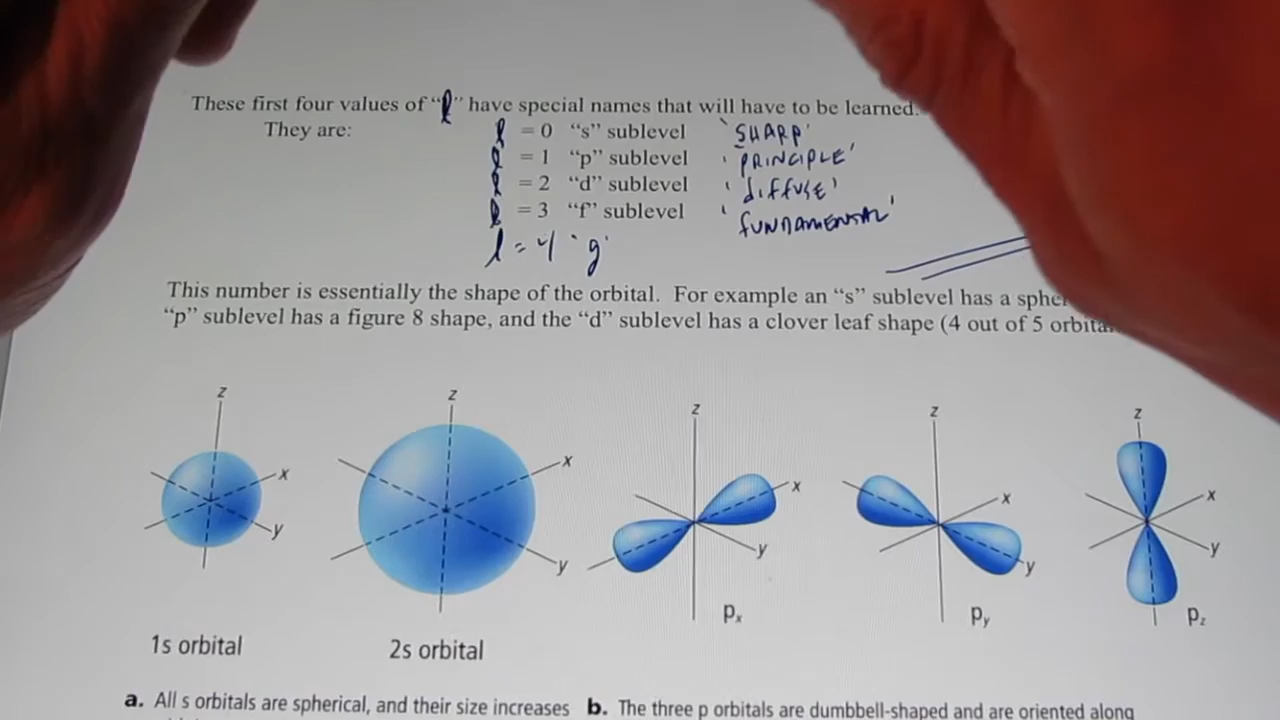 These first four values of "l" have special names that will have to be learned.
They are: l = 0 "s" sublevel 'SHARP'
l = 1 "p" sublevel 'PRINCIPLE'
l = 2 "d" sublevel 'diffuse'
l = 3 "f" sublevel 'fundamental'
l = 4 'g'
This number is essentially the shape of the orbital. For example an "s" sublevel has a
"p" sublevel has a figure 8 shape, and the "d" sublevel has a clover leaf shape (4 out of 5
z x y
z x y
z x y
z x y
z x y
px py pz
1s orbital 2s orbital
a. All s orbitals are spherical, and their size increases
b. The three p orbitals are dumbbell-shaped and are oriented along